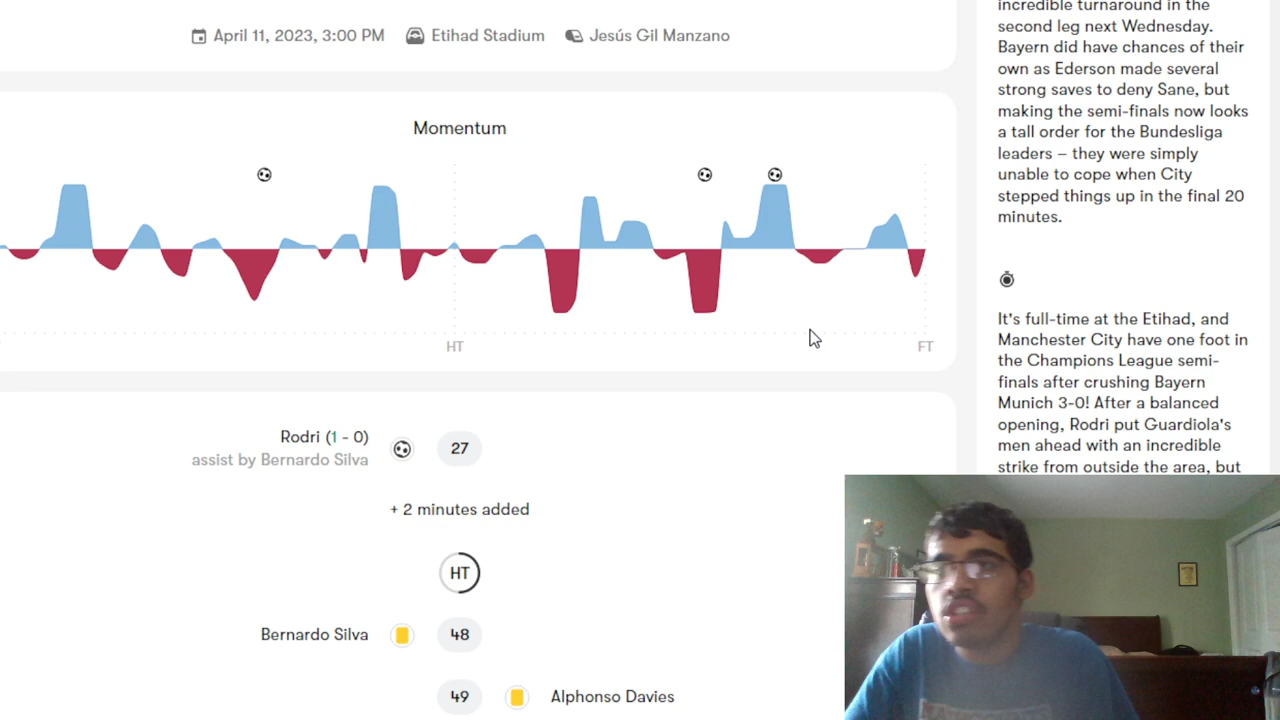 April 11, 2023, 3:00 PM Etihad Stadium Jesús Gil Manzano
Momentum
HT FT
Rodri (1 - 0) 27
assist by Bernardo Silva
+ 2 minutes added
HT
Bernardo Silva 48
49 Alphonso Davies
incredible turnaround in the
second leg next Wednesday.
Bayern did have chances of their
own as Ederson made several
strong saves to deny Sane, but
making the semi-finals now looks
a tall order for the Bundesliga
leaders – they were simply
unable to cope when City
stepped things up in the final 20
minutes.
It's full-time at the Etihad, and
Manchester City have one foot in
the Champions League semi-
finals after crushing Bayern
Munich 3-0! After a balanced
opening, Rodri put Guardiola's
men ahead with an incredible
strike from outside the area, but